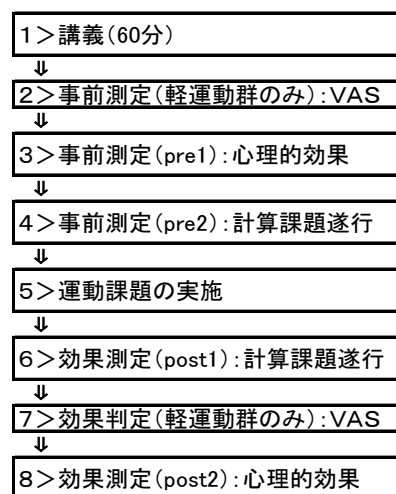 1＞講義（60分）
⇓
2＞事前測定（軽運動群のみ）：VAS
⇓
3＞事前測定（pre1）：心理的効果
⇓
4＞事前測定（pre2）：計算課題遂行
⇓
5＞運動課題の実施
⇓
6＞効果測定（post1）：計算課題遂行
⇓
7＞効果判定（軽運動群のみ）：VAS
⇓
8＞効果測定（post2）：心理的効果